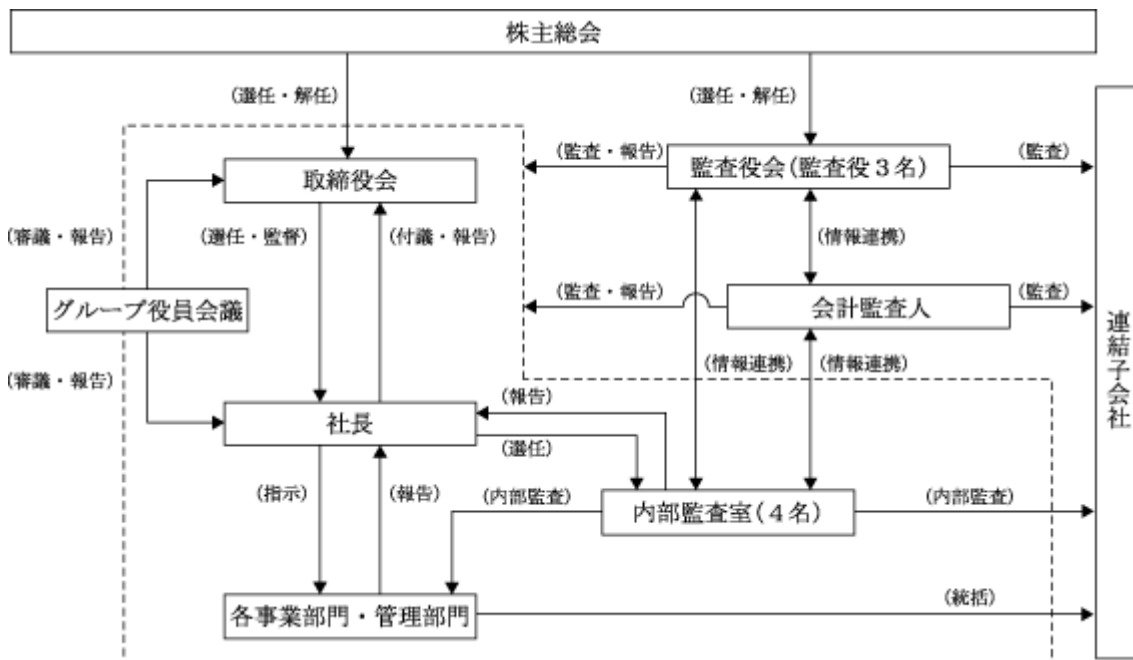 株主総会
(選任・解任)
(選任・解任)
(監査・報告)
監査役会(監査役3名)
(監査)
取締役会
(審議・報告)
(選任・監督)
(付議・報告)
(情報連携)
グループ役員会議
(監査・報告)
会計監査人
(監査)
連結子会社
(審議・報告)
(情報連携)
(情報連携)
(報告)
社長
(選任)
(指示)
(報告)
(内部監査)
内部監査室(4名)
(内部監査)
各事業部門・管理部門
(統括)